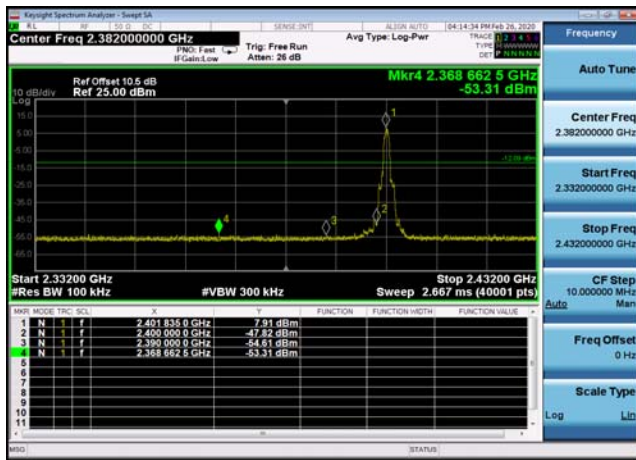 Keysight Spectrum Analyzer - Swept SA
RL RF 50 Ω DC SENSE:INT ALIGN AUTO 04:14:34 PM Feb 26, 2020
Center Freq 2.382000000 GHz
PNO: Fast
IFGain:Low
Trig: Free Run
Atten: 26 dB
Avg Type: Log-Pwr
TRACE 1 2 3 4 5 6
TYPE
DET P N N N N N
Frequency
Auto Tune
Center Freq
2.382000000 GHz
Start Freq
2.332000000 GHz
Stop Freq
2.432000000 GHz
CF Step
10.000000 MHz
Auto Man
Freq Offset
0 Hz
Scale Type
Log Lin
Ref Offset 10.5 dB
Ref 25.00 dBm
10 dB/div
Log
Mkr4 2.368 662 5 GHz
-53.31 dBm
15.0
5.00
-5.00
-15.0
-25.0
-35.0
-45.0
-55.0
-65.0
1
2
3
4
Start 2.33200 GHz
#Res BW 100 kHz
#VBW 300 kHz
Stop 2.43200 GHz
Sweep 2.667 ms (40001 pts)
MKR MODE TRC SCL X Y FUNCTION FUNCTION WIDTH FUNCTION VALUE
1 N 1 f 2.401 835 0 GHz 7.91 dBm
2 N 1 f 2.400 000 0 GHz -47.82 dBm
3 N 1 f 2.390 000 0 GHz -54.61 dBm
4 N 1 f 2.368 662 5 GHz -53.31 dBm
5
6
7
8
9
10
11
MSG
STATUS